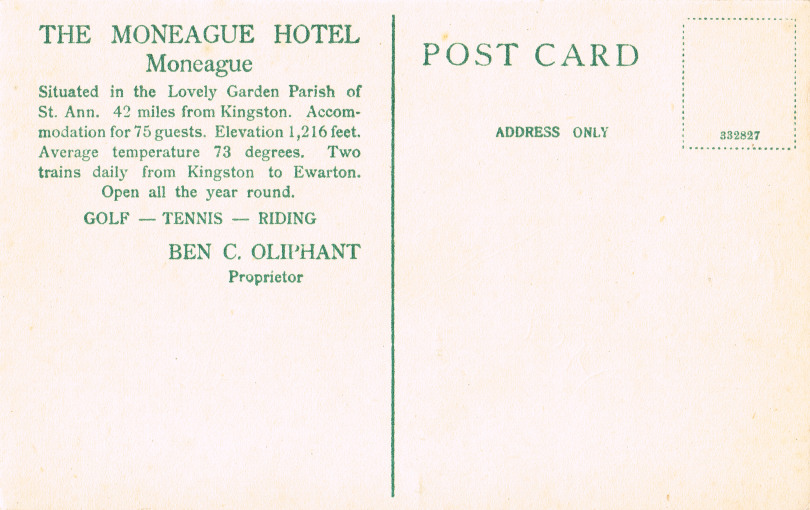 THE MONEAGUE HOTEL
Moneague
Situated in the Lovely Garden Parish of
St. Ann. 42 miles from Kingston. Accom-
modation for 75 guests. Elevation 1,216 feet.
Average temperature 73 degrees. Two
trains daily from Kingston to Ewarton.
Open all the year round.
GOLF — TENNIS — RIDING
BEN C. OLIPHANT
Proprietor
POST CARD
ADDRESS ONLY
332827